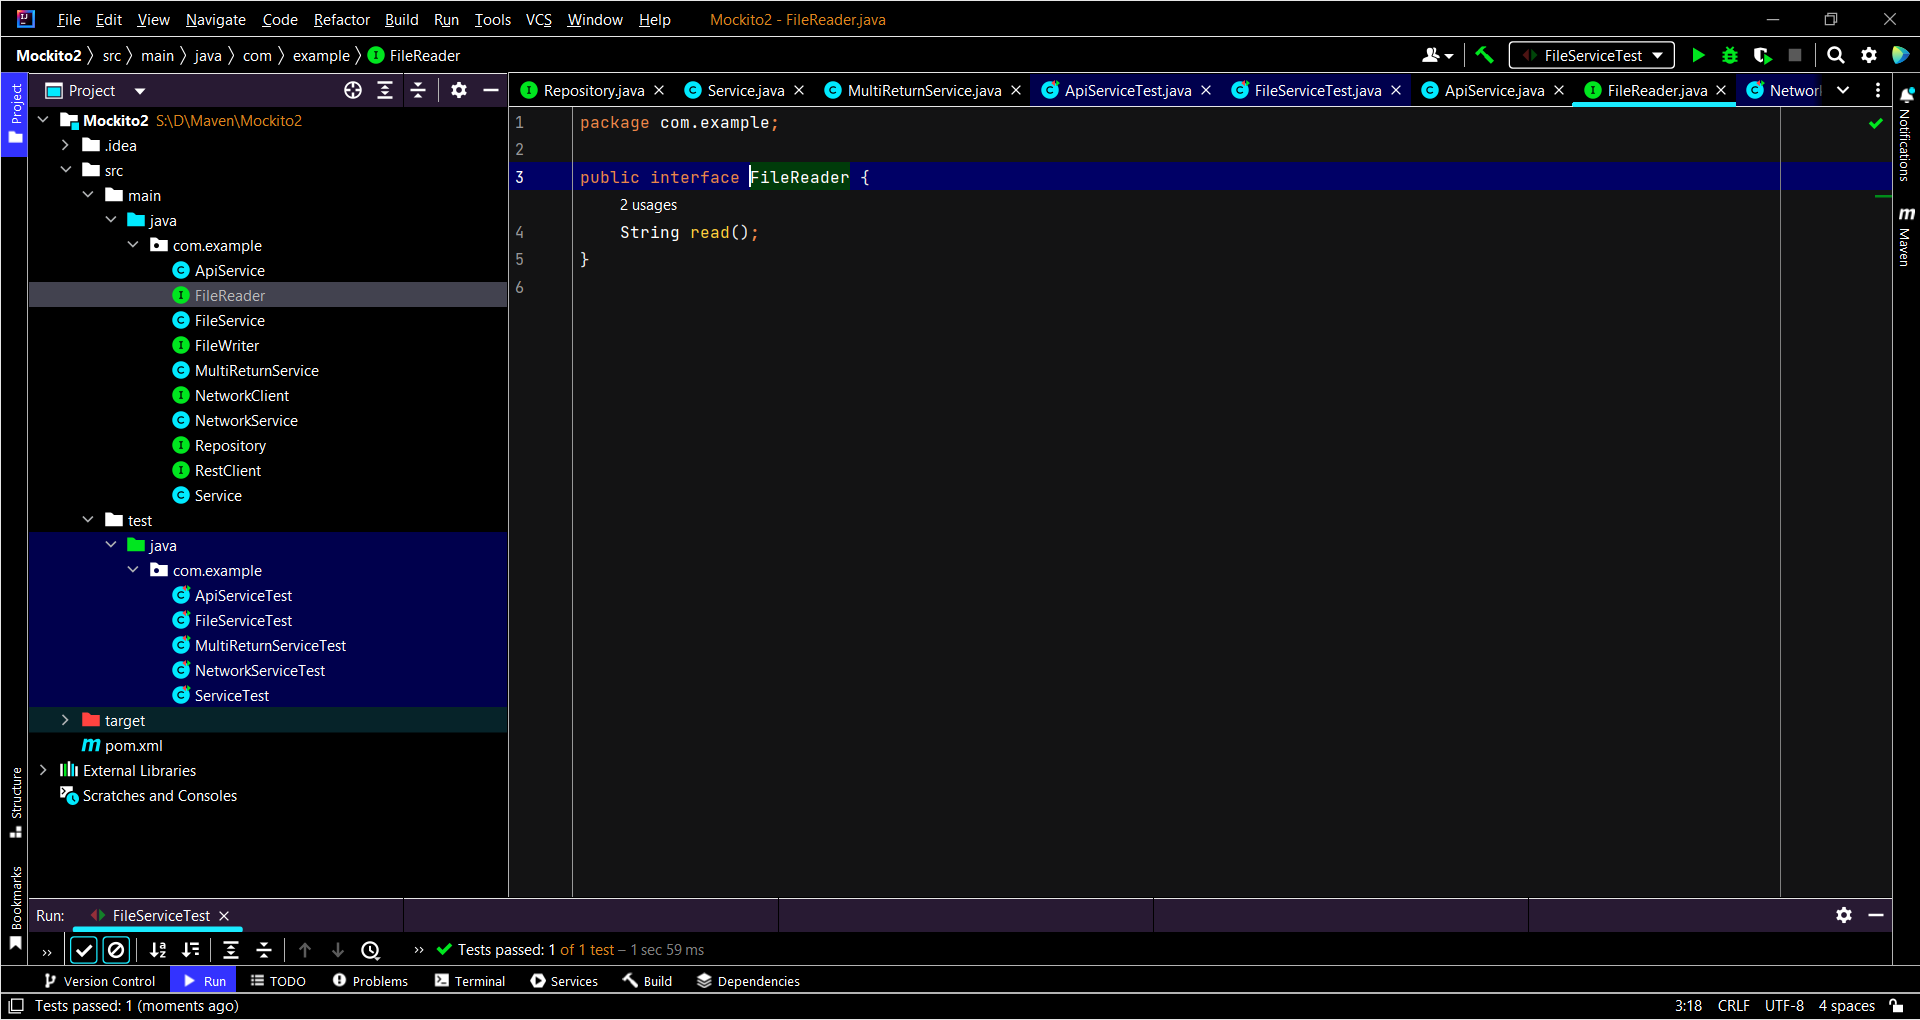 File Edit View Navigate Code Refactor Build Run Tools VCS Window Help Mockito2 - FileReader.java
Mockito2 src main java com example FileReader FileServiceTest
Project
Project
Repository.java Service.java MultiReturnService.java ApiServiceTest.java FileServiceTest.java ApiService.java FileReader.java Networ
Mockito2 S:\D\Maven\Mockito2
.idea
src
main
java
com.example
ApiService
FileReader
FileService
FileWriter
MultiReturnService
NetworkClient
NetworkService
Repository
RestClient
Service
test
java
com.example
ApiServiceTest
FileServiceTest
MultiReturnServiceTest
NetworkServiceTest
ServiceTest
target
pom.xml
External Libraries
Scratches and Consoles
Structure
Bookmarks
1 package com.example;
2
3 public interface FileReader {
2 usages
4 String read();
5 }
6
Notifications
Maven
Run: FileServiceTest
Tests passed: 1 of 1 test – 1 sec 59 ms
Version Control Run TODO Problems Terminal Services Build Dependencies
Tests passed: 1 (moments ago) 3:18 CRLF UTF-8 4 spaces